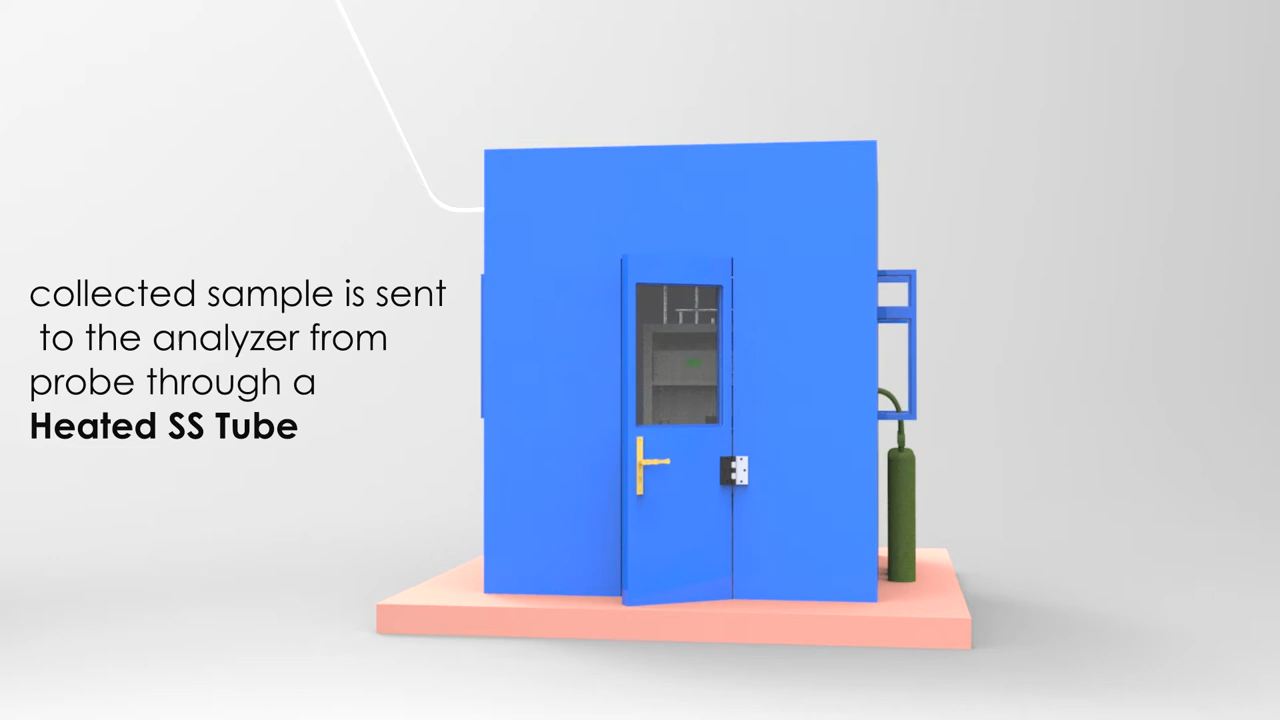 collected sample is sent
to the analyzer from
probe through a
Heated SS Tube